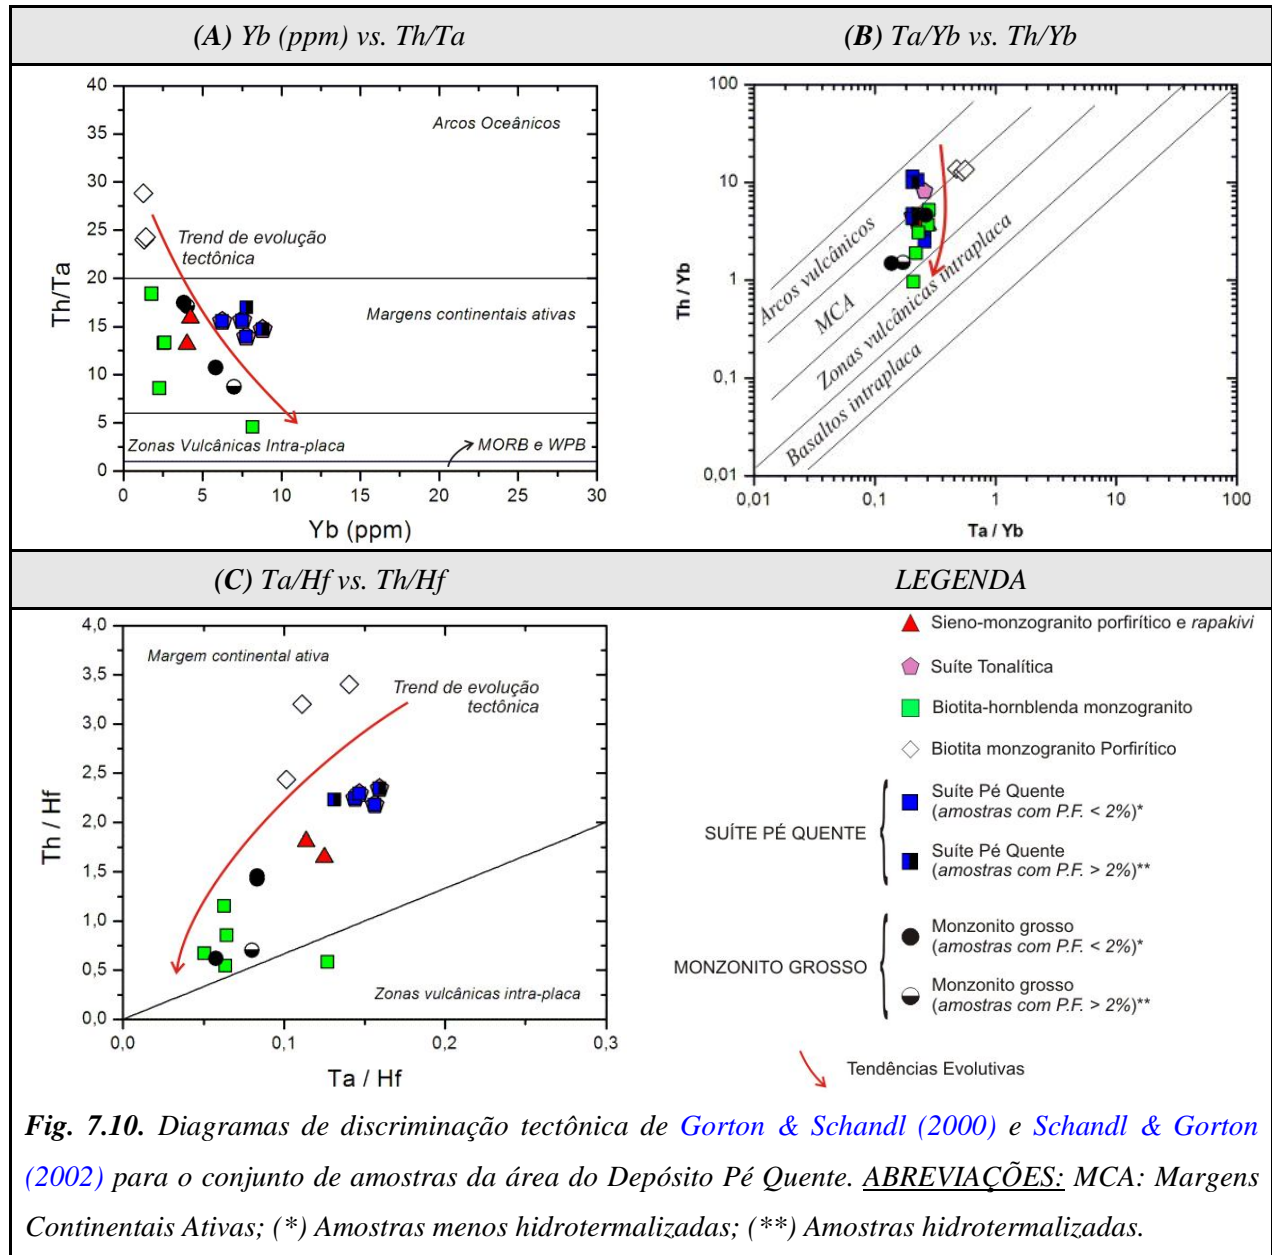 (A) Yb (ppm) vs. Th/Ta
(B) Ta/Yb vs. Th/Yb
40
35
30
25
20
15
10
5
0
Th/Ta
Arcos Oceânicos
Trend de evolução
tectônica
Margens continentais ativas
Zonas Vulcânicas Intra-placa
MORB e WPB
0
5
10
15
20
25
30
Yb (ppm)
100
10
1
0,1
0,01
Th / Yb
Arcos vulcânicos
MCA
Zonas vulcânicas intraplaca
Basaltos intraplaca
0,01
0,1
1
10
100
Ta / Yb
(C) Ta/Hf vs. Th/Hf
LEGENDA
4,0
3,5
3,0
2,5
2,0
1,5
1,0
0,5
0,0
Th / Hf
Margem continental ativa
Trend de evolução
tectônica
Zonas vulcânicas intra-placa
0,0
0,1
0,2
0,3
Ta / Hf
Sieno-monzogranito porfirítico e rapakivi
Suíte Tonalítica
Biotita-hornblenda monzogranito
Biotita monzogranito Porfirítico
SUÍTE PÉ QUENTE
Suíte Pé Quente
(amostras com P.F. < 2%)*
Suíte Pé Quente
(amostras com P.F. > 2%)**
MONZONITO GROSSO
Monzonito grosso
(amostras com P.F. < 2%)*
Monzonito grosso
(amostras com P.F. > 2%)**
Tendências Evolutivas
Fig. 7.10. Diagramas de discriminação tectônica de Gorton & Schandl (2000) e Schandl & Gorton
(2002) para o conjunto de amostras da área do Depósito Pé Quente. ABREVIAÇÕES: MCA: Margens
Continentais Ativas; (*) Amostras menos hidrotermalizadas; (**) Amostras hidrotermalizadas.